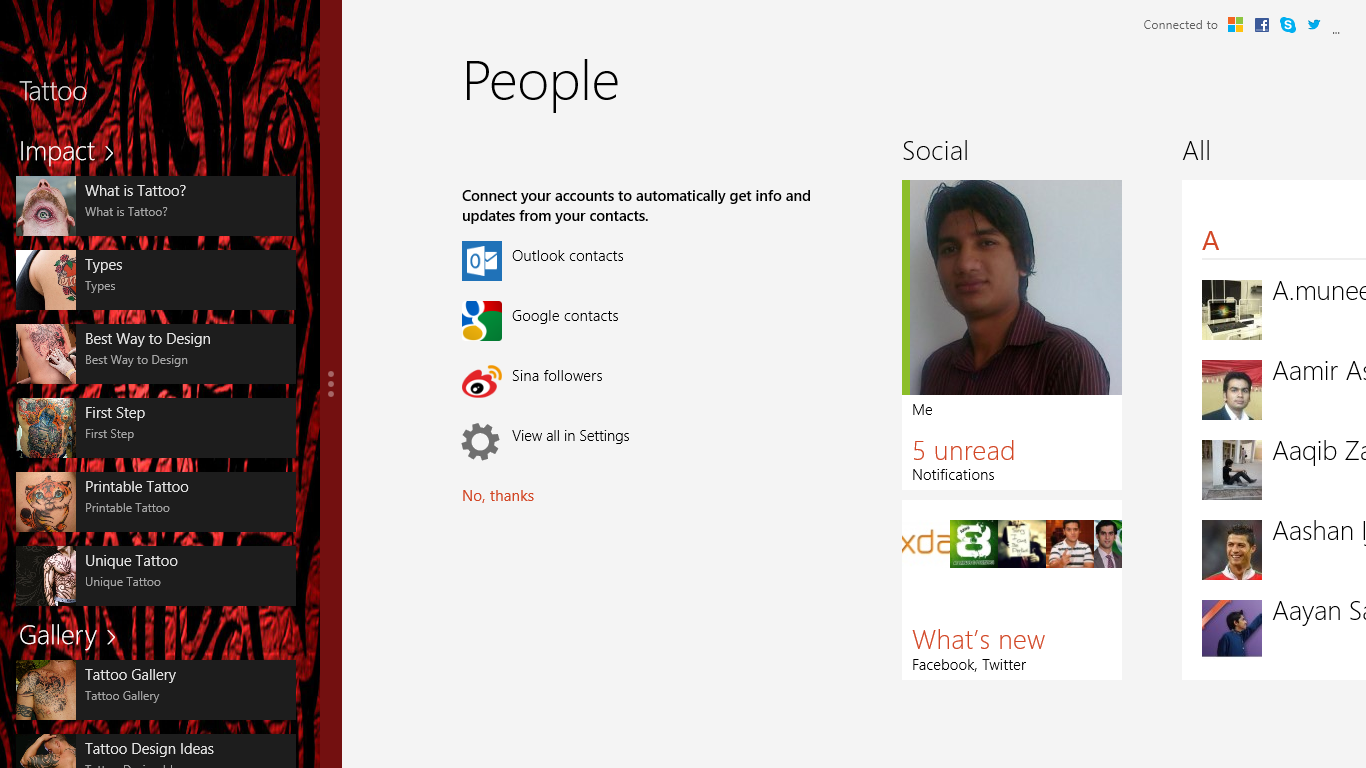 Tattoo
Impact >
What is Tattoo?
What is Tattoo?
Types
Types
Best Way to Design
Best Way to Design
First Step
First Step
Printable Tattoo
Printable Tattoo
Unique Tattoo
Unique Tattoo
Gallery >
Tattoo Gallery
Tattoo Gallery
Tattoo Design Ideas
Connected to
...
People
Connect your accounts to automatically get info and
updates from your contacts.
Outlook contacts
Google contacts
Sina followers
View all in Settings
No, thanks
Social
Me
5 unread
Notifications
xda
What's new
Facebook, Twitter
All
A
A.munee
Aamir As
Aaqib Za
Aashan
Aayan Sa